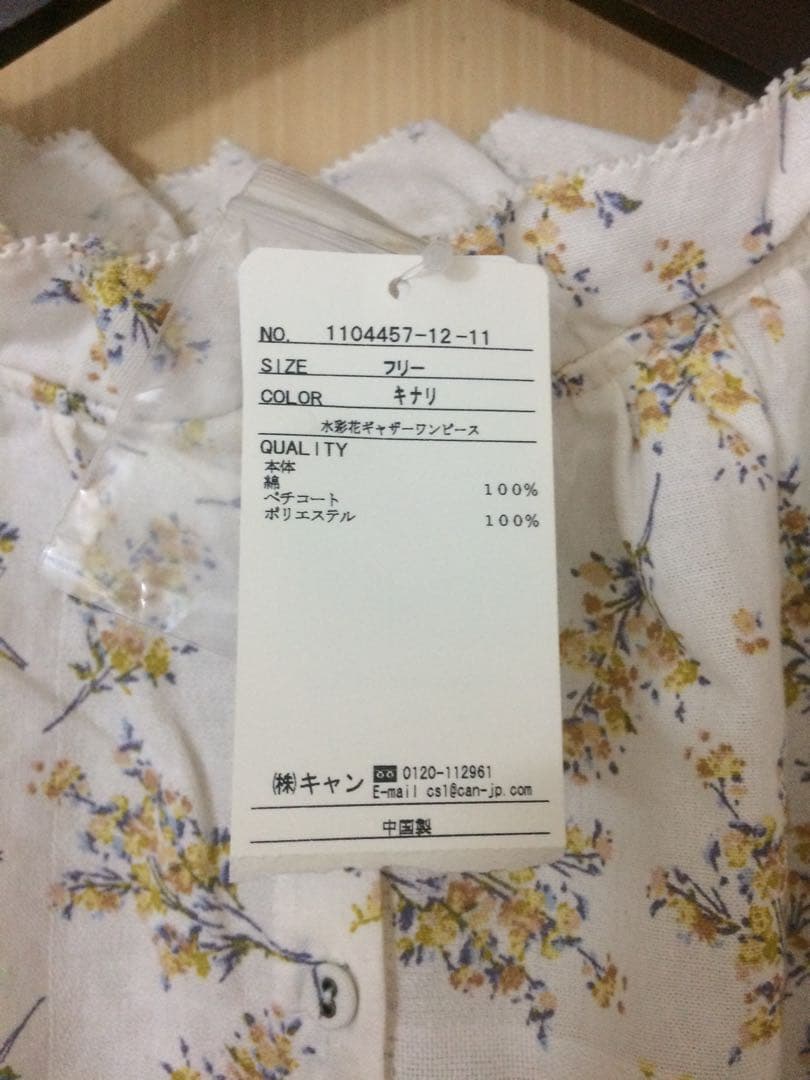 NO. 1104457-12-11
SIZE フリー
COLOR キナリ
水彩花ギャザーワンピース
QUALITY
本体
綿 100%
ペチコート
ポリエステル 100%
㈱キャン 0120-112961
E-mail cs1@can-jp.com
中国製